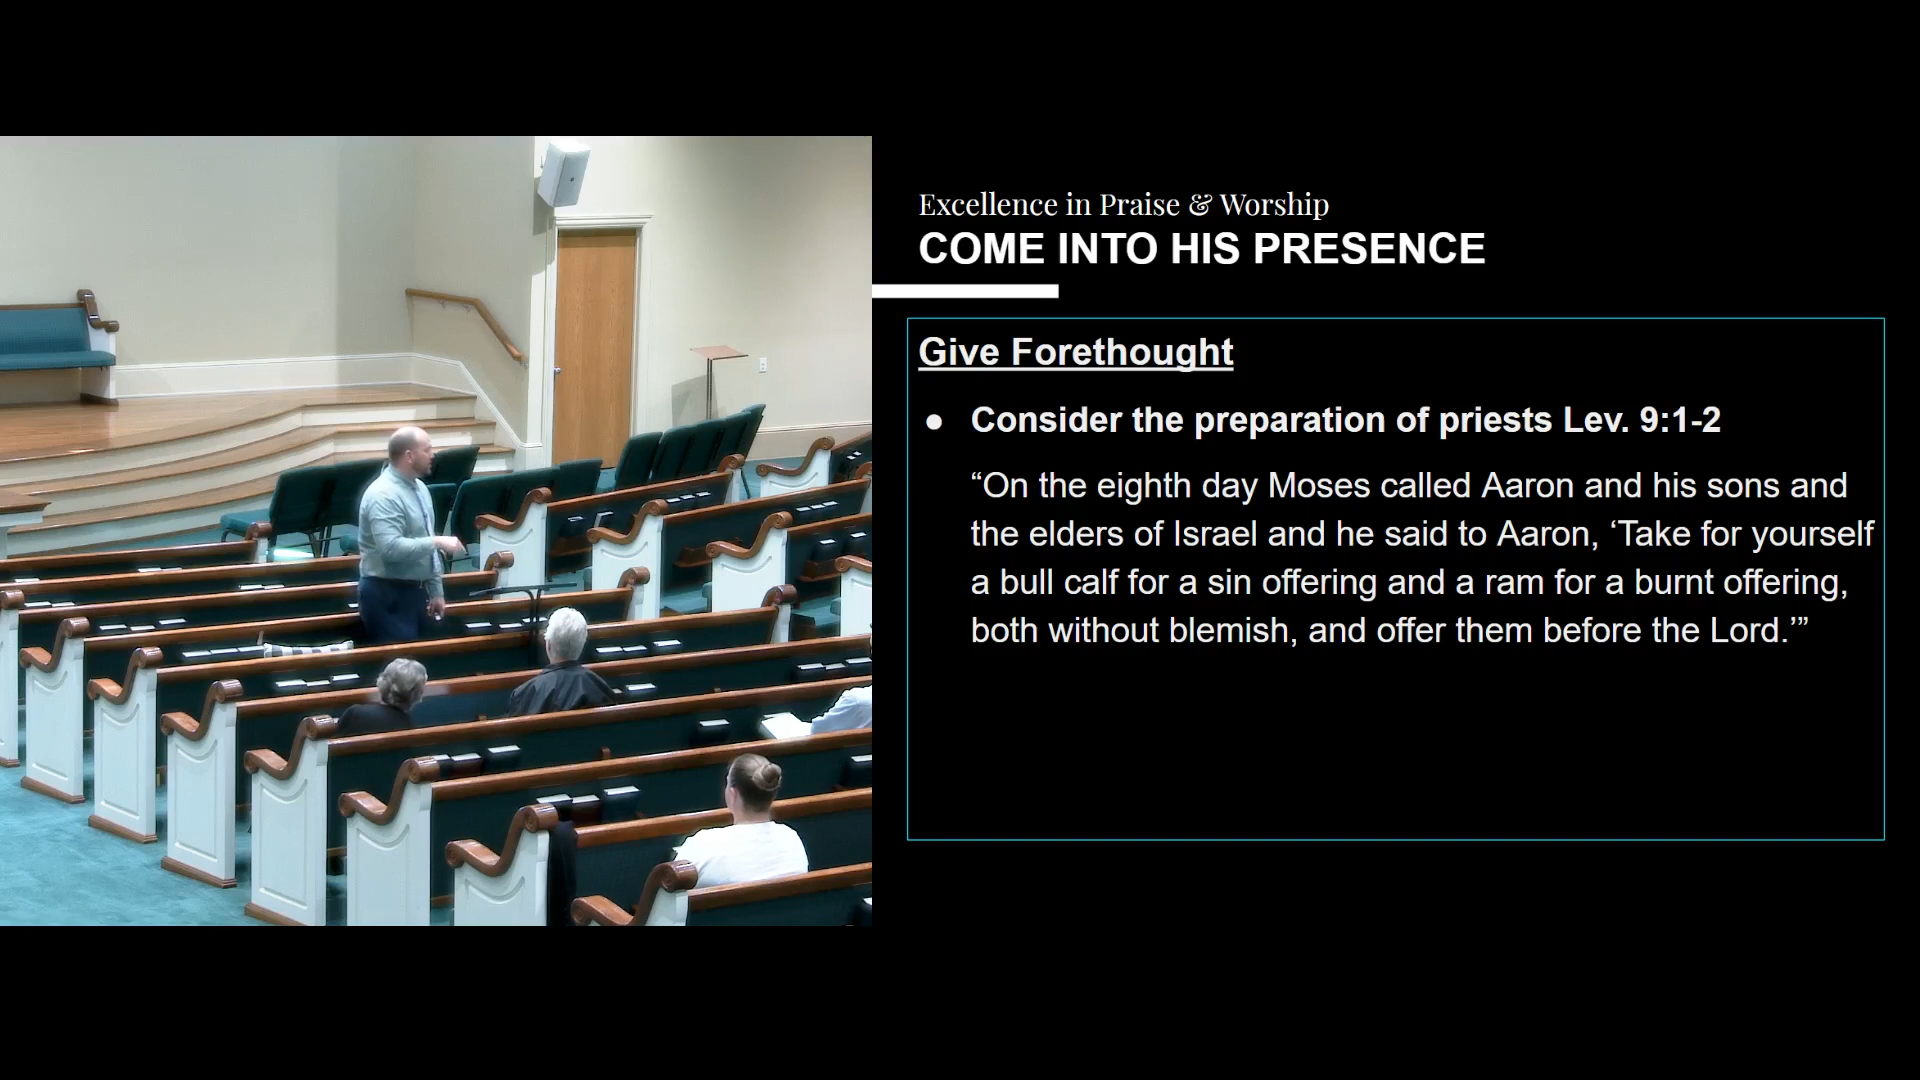 Excellence in Praise & Worship
COME INTO HIS PRESENCE
Give Forethought
● Consider the preparation of priests Lev. 9:1-2
“On the eighth day Moses called Aaron and his sons and
the elders of Israel and he said to Aaron, ‘Take for yourself
a bull calf for a sin offering and a ram for a burnt offering,
both without blemish, and offer them before the Lord.’”